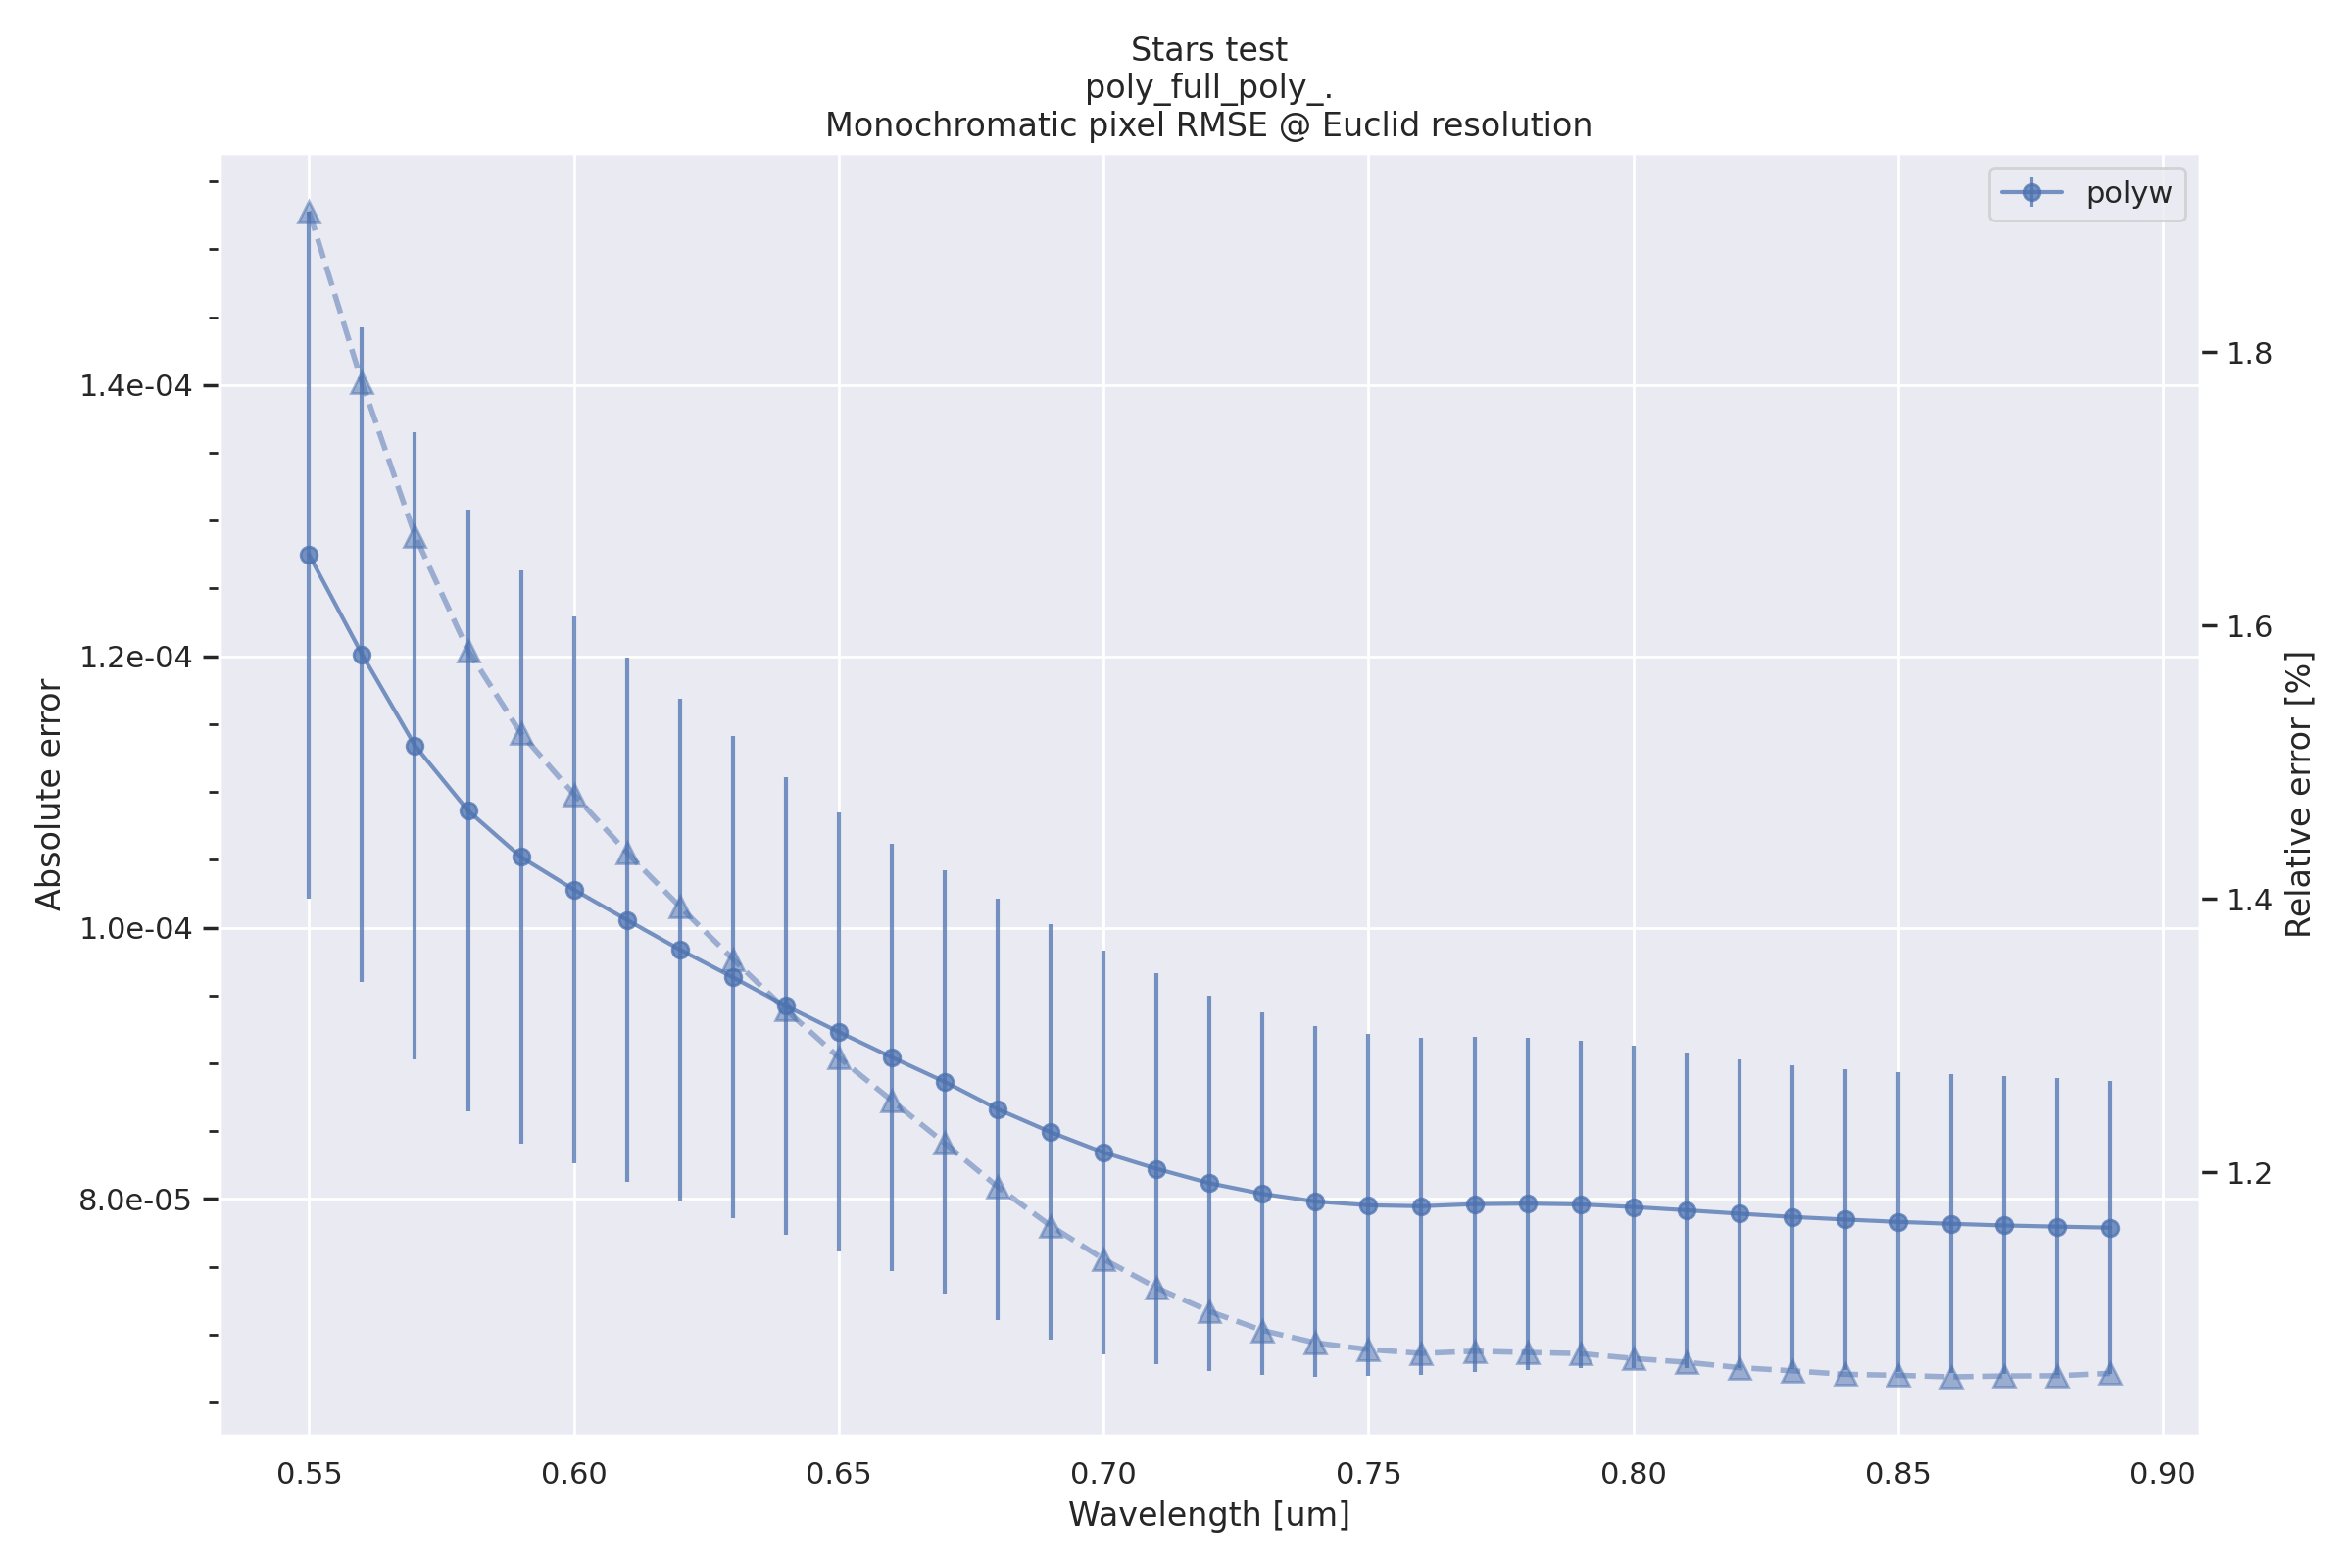 Stars test
poly_full_poly_.
Monochromatic pixel RMSE @ Euclid resolution
polyw
Absolute error
1.4e-04
1.2e-04
1.0e-04
8.0e-05
1.8
1.6
1.4
1.2
Relative error [%]
0.55 0.60 0.65 0.70 0.75 0.80 0.85 0.90
Wavelength [um]